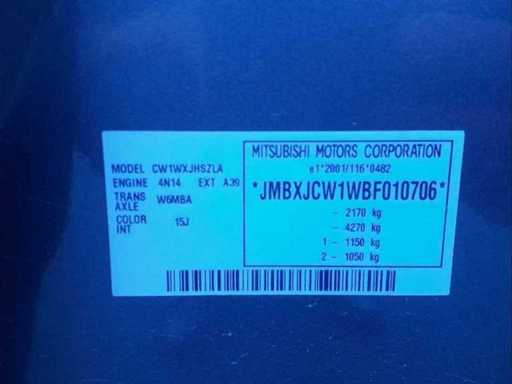 MITSUBISHI MOTORS CORPORATION
e1*2001/116*0482
*JMBXJCW1WBF010706*
- 2170 kg
- 4270 kg
1 - 1150 kg
2 - 1050 kg
MODEL CW1WXJHSZLA
ENGINE 4N14 EXT A39
TRANS AXLE W6MBA
COLOR INT 15J